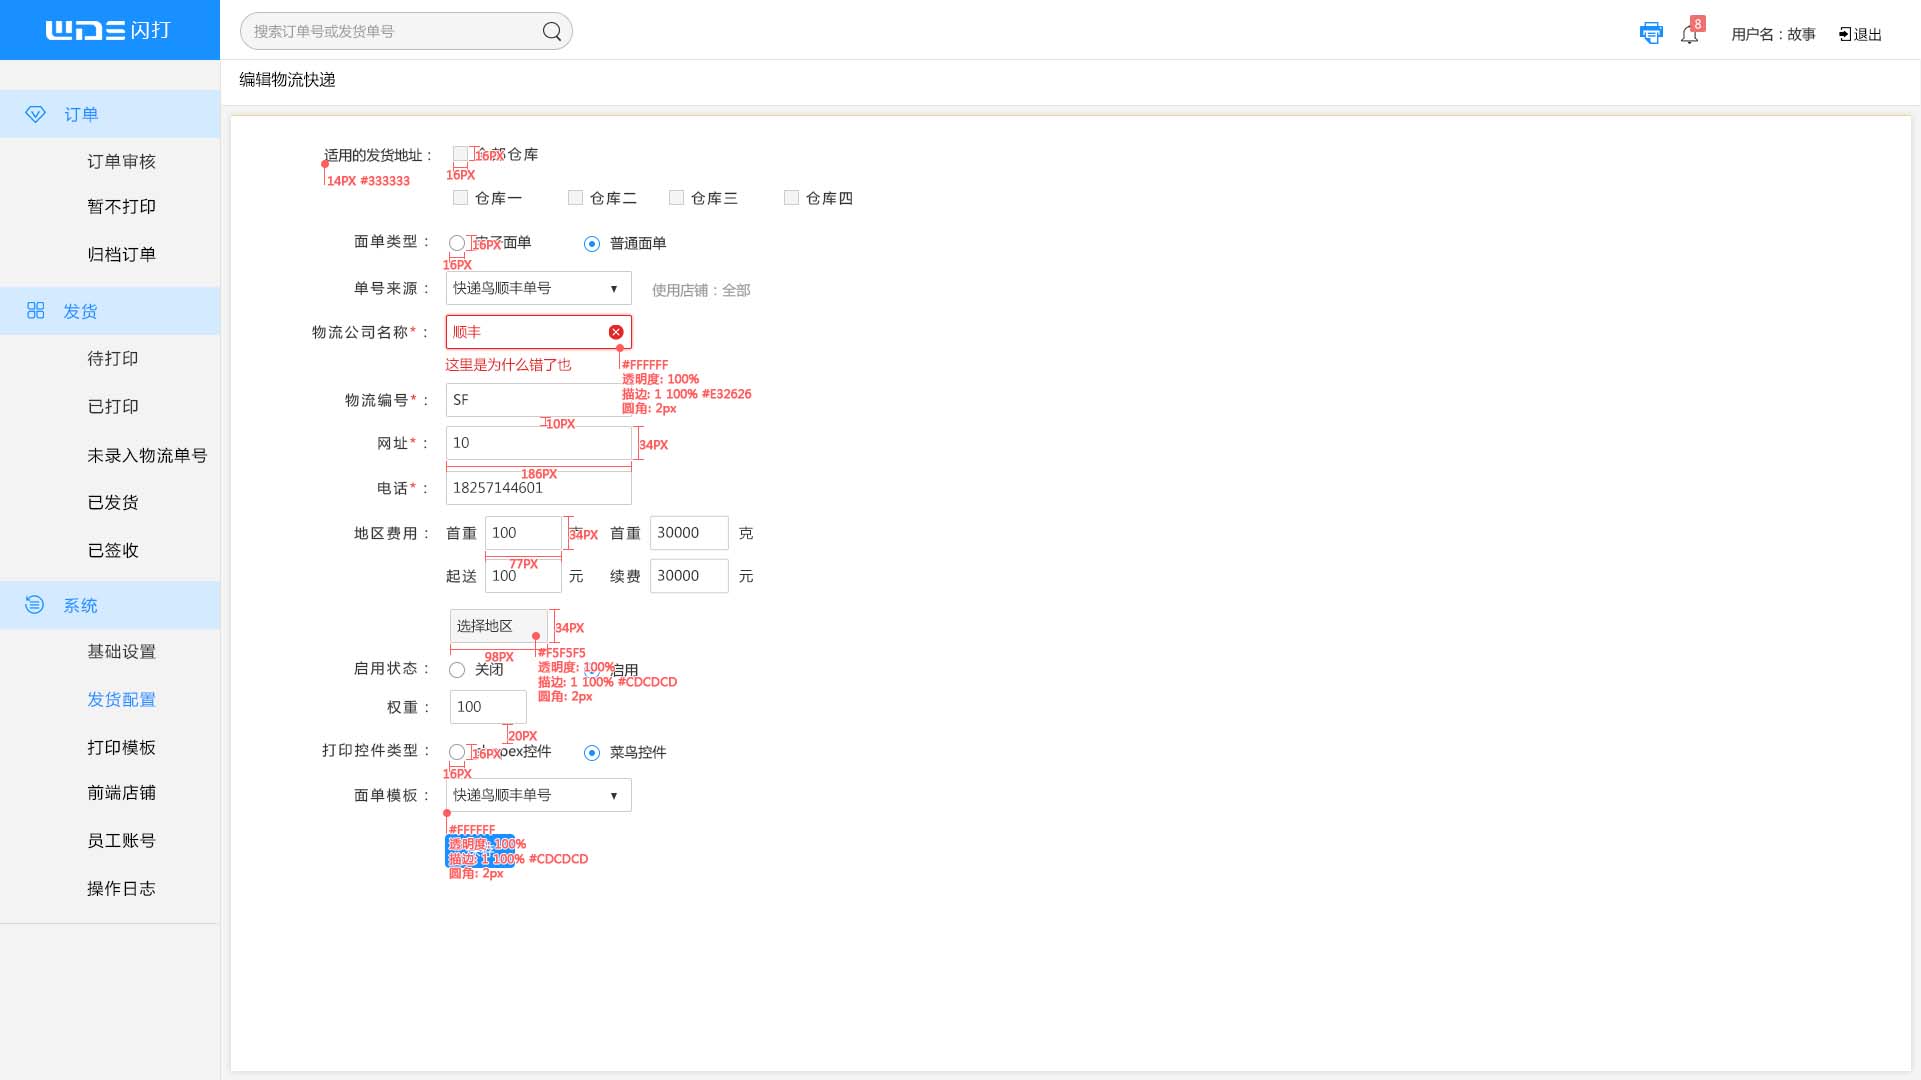 WDS 闪打
搜索订单号或发货单号
8
用户名：故事
退出
编辑物流快递
订单
订单审核
暂不打印
归档订单
发货
待打印
已打印
未录入物流单号
已发货
已签收
系统
基础设置
发货配置
打印模板
前端店铺
员工账号
操作日志
适用的发货地址： 全部仓库
16PX
16PX
14PX #333333
仓库一 仓库二 仓库三 仓库四
面单类型： 电子面单 普通面单
16PX
16PX
单号来源： 快递鸟顺丰单号 ▼ 使用店铺：全部
物流公司名称*： 顺丰
这里是为什么错了也
#FFFFFF
透明度: 100%
描边: 1 100% #E32626
圆角: 2px
物流编号*： SF
10PX
网址*： 10
34PX
186PX
电话*： 18257144601
地区费用： 首重 100 克 首重 30000 克
34PX
77PX
起送 100 元 续费 30000 元
选择地区
34PX
98PX
#F5F5F5
透明度: 100%
描边: 1 100% #CDCDCD
圆角: 2px
启用状态： 关闭 启用
权重： 100
20PX
打印控件类型： pex控件 菜鸟控件
16PX
16PX
面单模板： 快递鸟顺丰单号 ▼
#FFFFFF
透明度: 100%
描边: 1 100% #CDCDCD
圆角: 2px